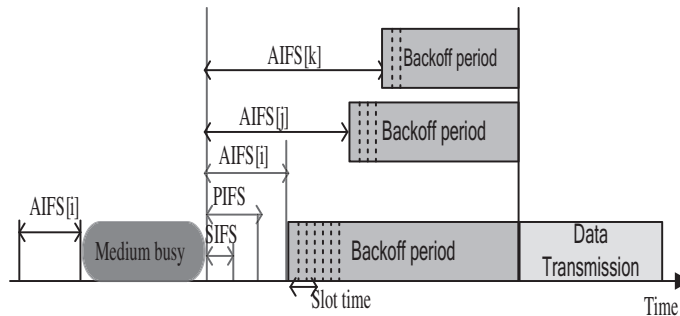 AIFS[k]
Backoff period
AIFS[j]
Backoff period
AIFS[i]
AIFS[i]
PIFS
Medium busy
SIFS
Backoff period
Data
Transmission
Slot time
Time